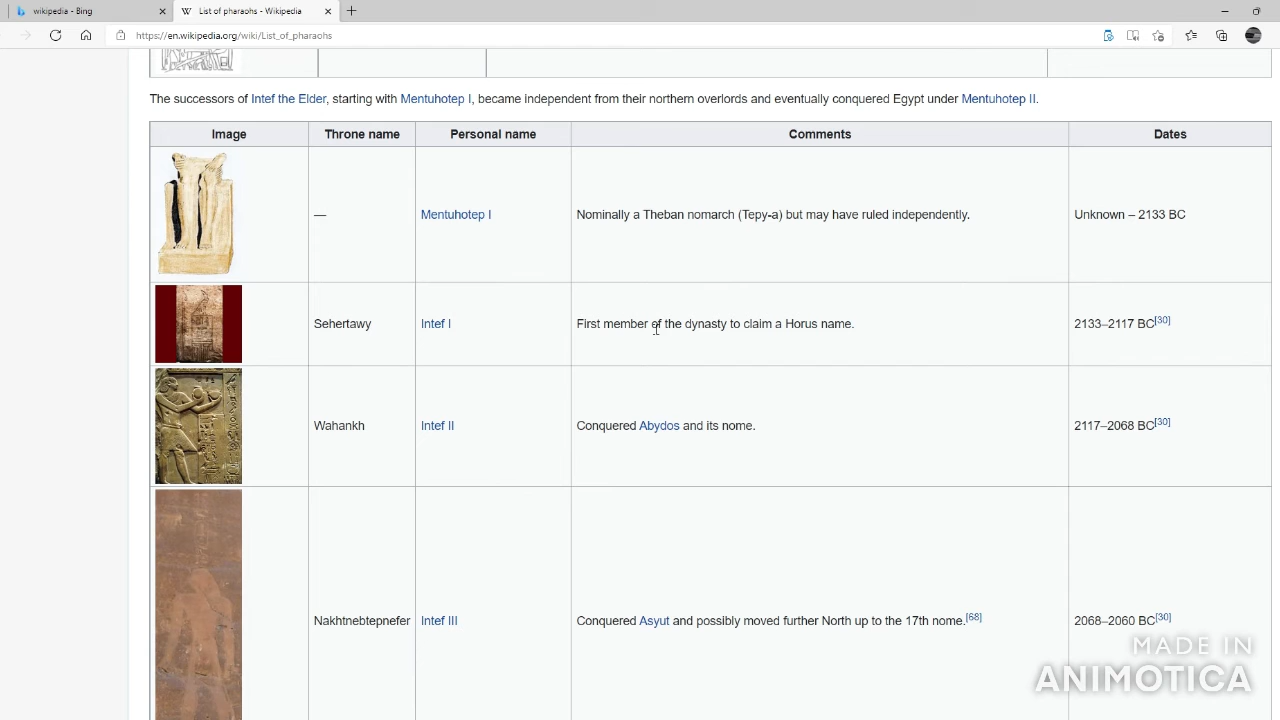 wikipedia - Bing
List of pharaohs - Wikipedia
https://en.wikipedia.org/wiki/List_of_pharaohs
The successors of Intef the Elder, starting with Mentuhotep I, became independent from their northern overlords and eventually conquered Egypt under Mentuhotep II.
Image Throne name Personal name Comments Dates
— Mentuhotep I Nominally a Theban nomarch (Tepy-a) but may have ruled independently. Unknown – 2133 BC
Sehertawy Intef I First member of the dynasty to claim a Horus name. 2133–2117 BC[30]
Wahankh Intef II Conquered Abydos and its nome. 2117–2068 BC[30]
Nakhtnebtepnefer Intef III Conquered Asyut and possibly moved further North up to the 17th nome.[68] 2068–2060 BC[30]
MADE IN
ANIMOTICA